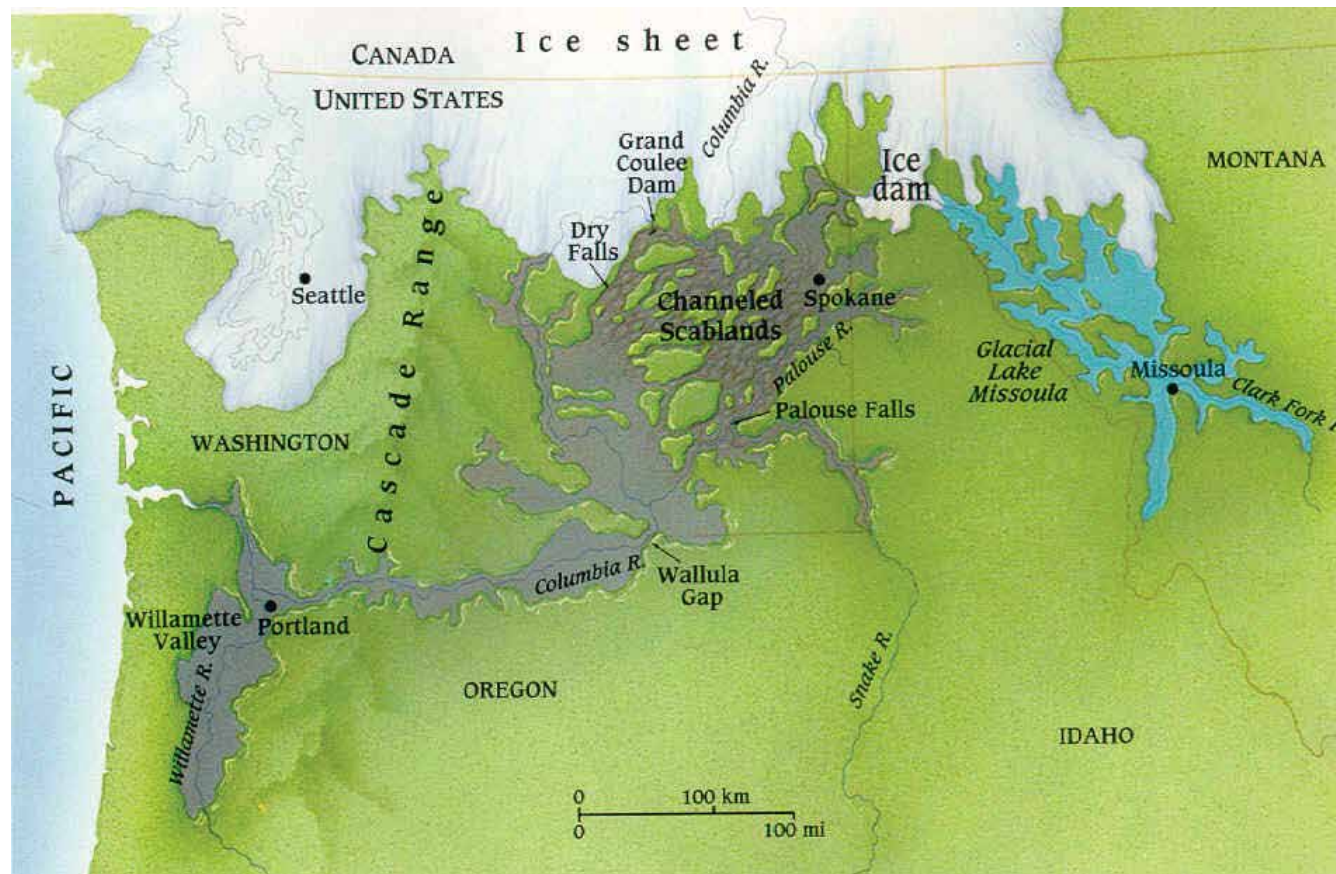 Ice sheet
CANADA
UNITED STATES
Columbia R.
Grand
Coulee
Dam
Ice
dam
MONTANA
Dry
Falls
Cascade Range
Seattle
Channeled
Scablands
Spokane
Palouse R.
Glacial
Lake
Missoula
Missoula
Clark Fork
PACIFIC
WASHINGTON
Palouse Falls
Columbia R.
Wallula
Gap
Willamette
Valley
Portland
Willamette R.
OREGON
Snake R.
IDAHO
0 100 km
0 100 mi